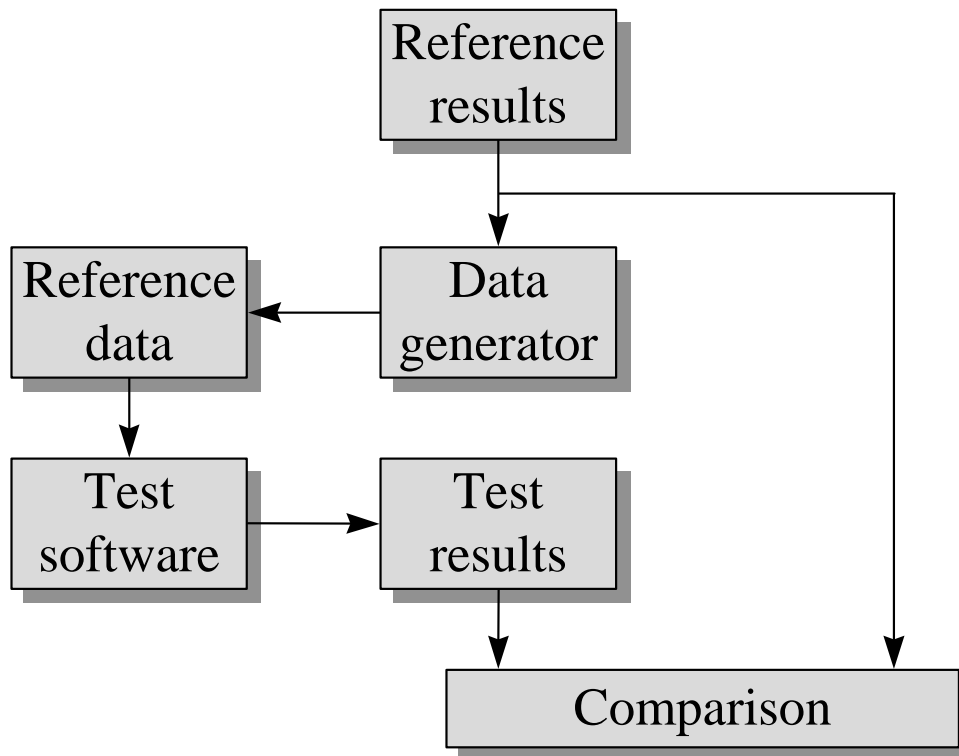 Reference
results
Reference
data
Data
generator
Test
software
Test
results
Comparison